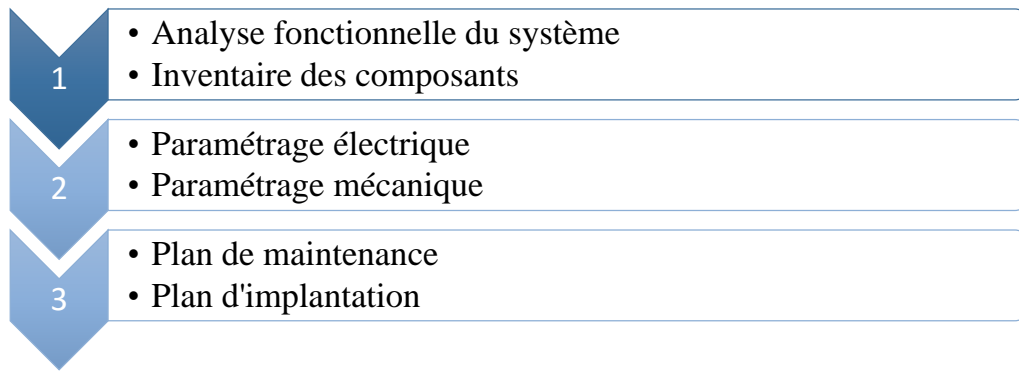 1
• Analyse fonctionnelle du système
• Inventaire des composants
2
• Paramétrage électrique
• Paramétrage mécanique
3
• Plan de maintenance
• Plan d'implantation